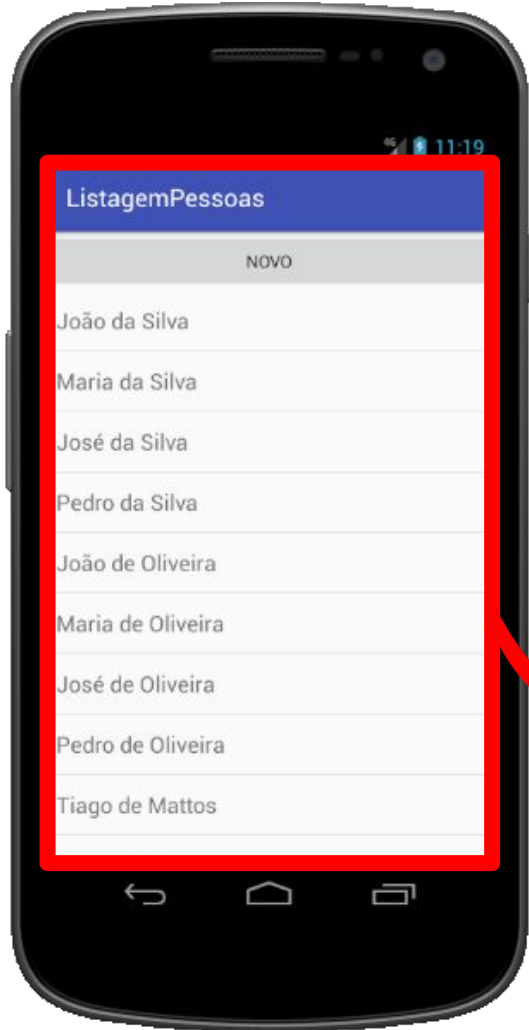 4G 11:19
ListagemPessoas
NOVO
João da Silva
Maria da Silva
José da Silva
Pedro da Silva
João de Oliveira
Maria de Oliveira
José de Oliveira
Pedro de Oliveira
Tiago de Mattos